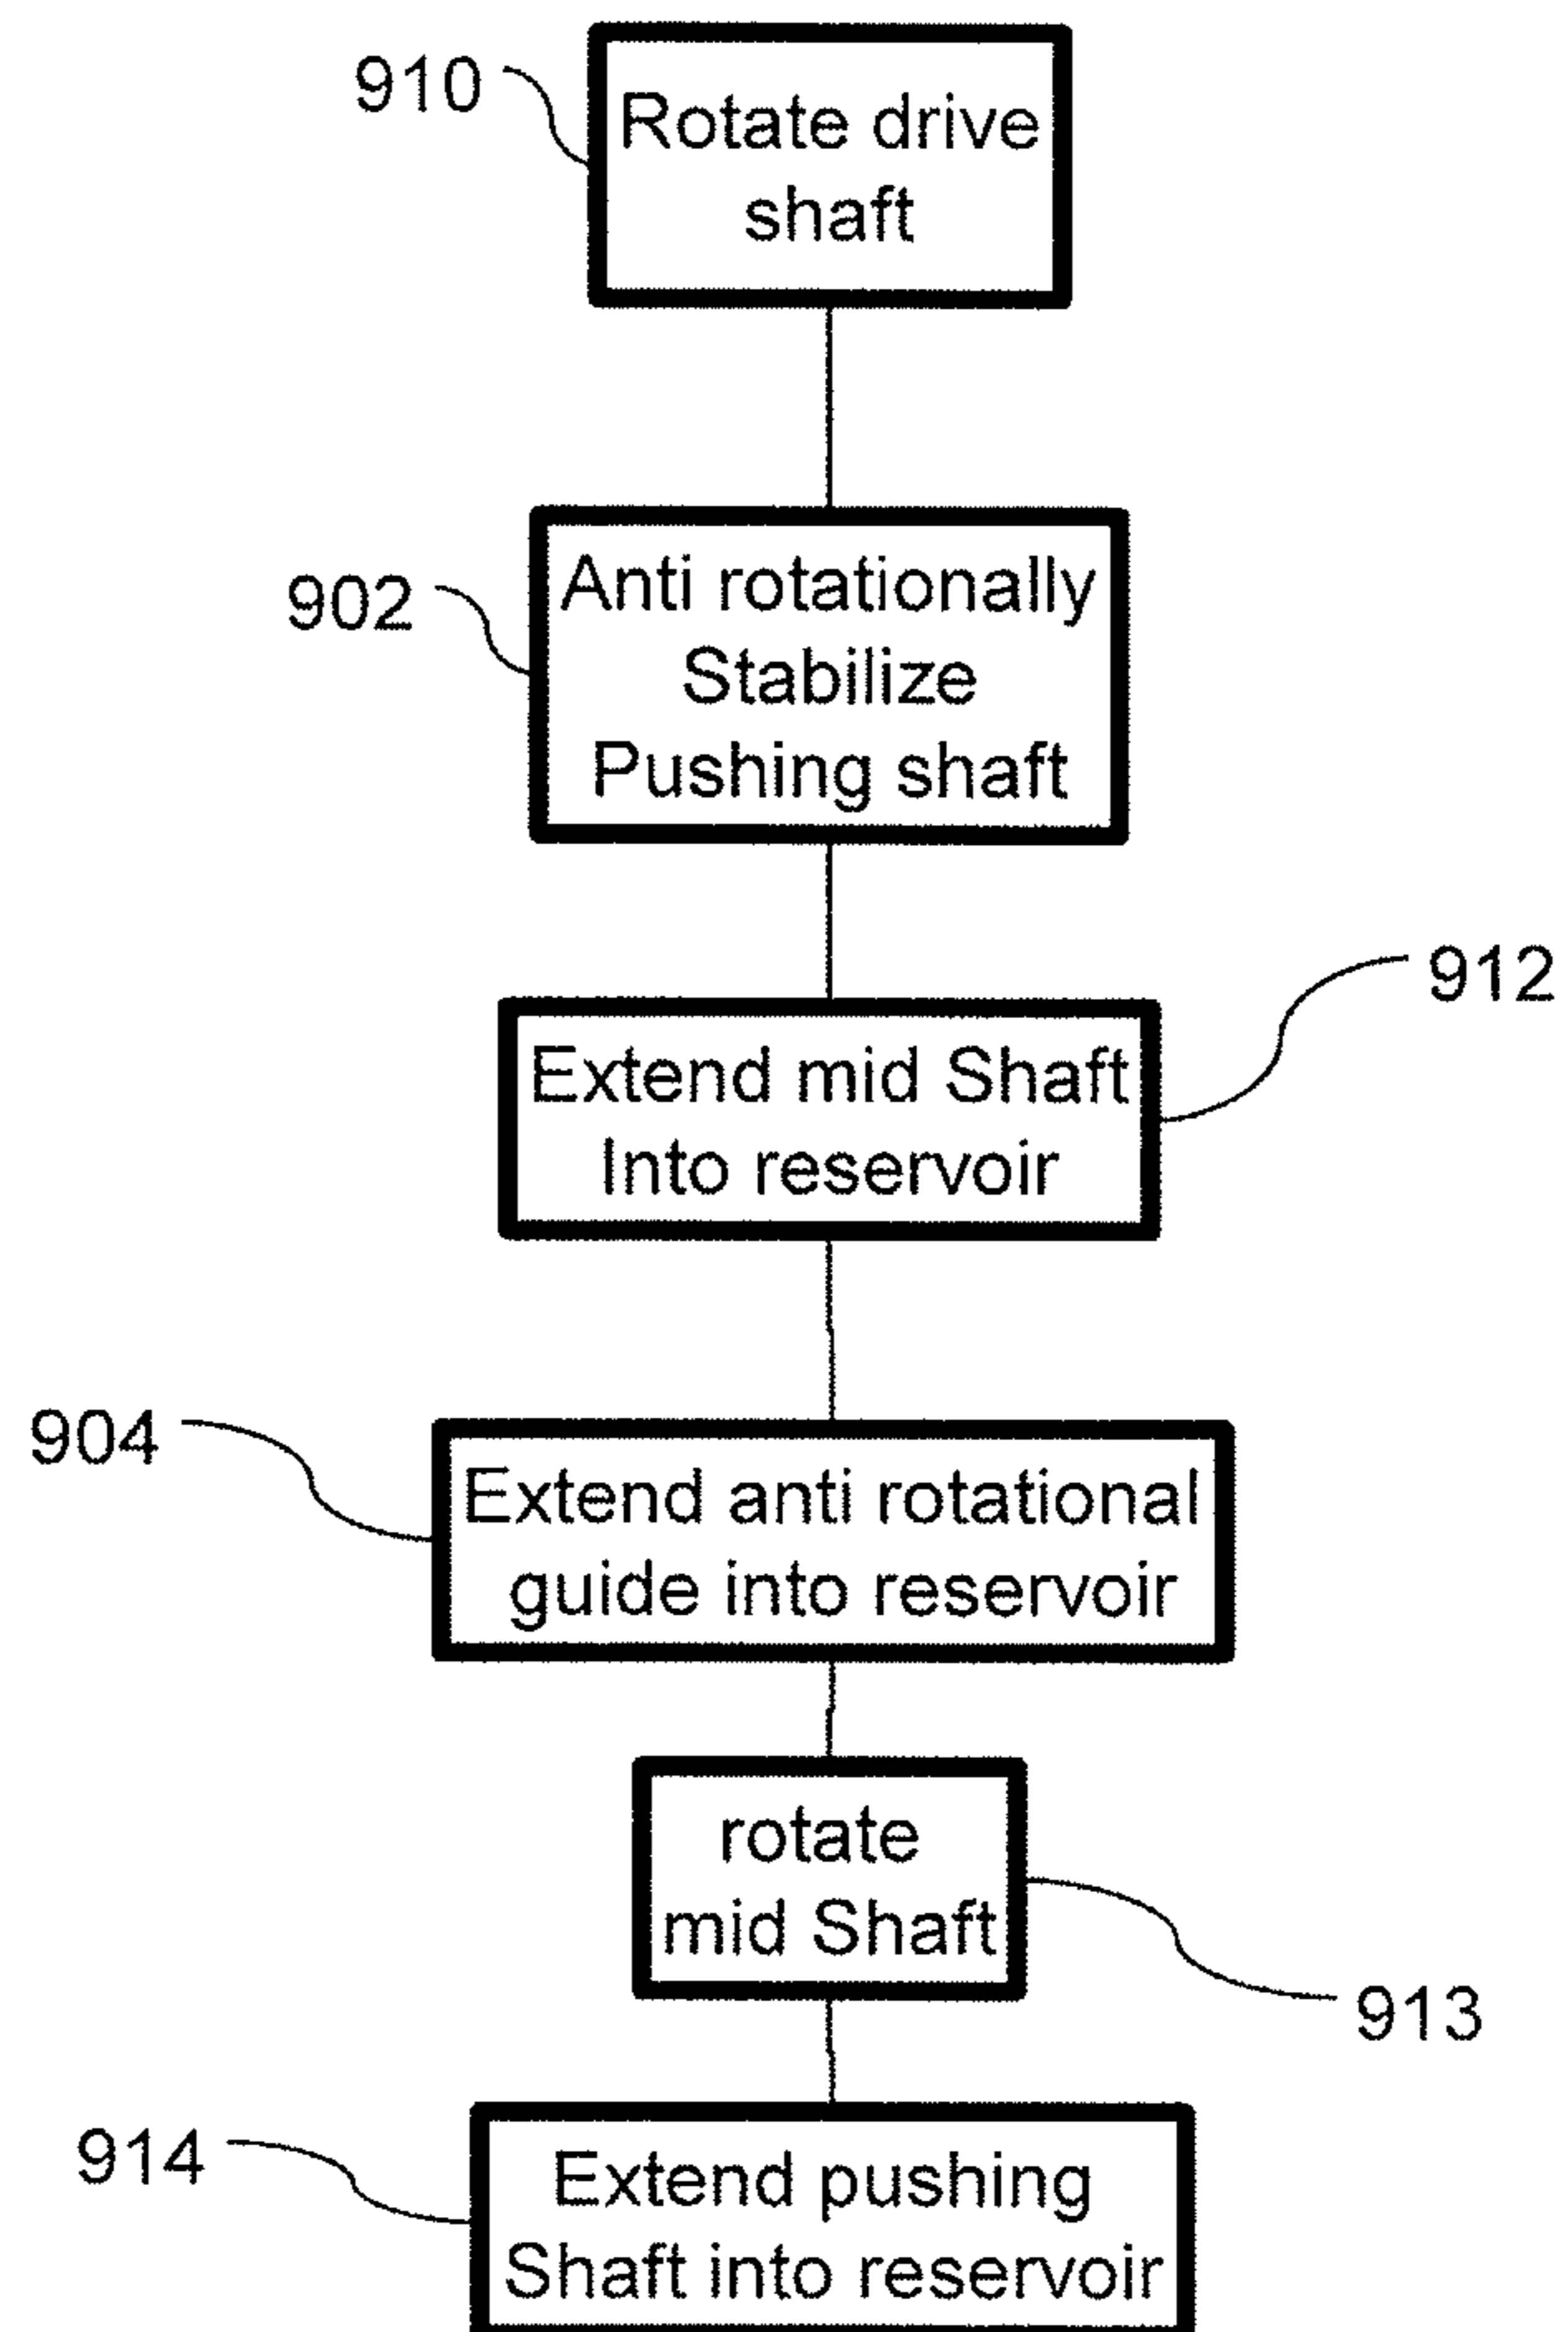 910
Rotate drive
shaft
902
Anti rotationally
Stabilize
Pushing shaft
912
Extend mid Shaft
Into reservoir
904
Extend anti rotational
guide into reservoir
rotate
mid Shaft
913
914
Extend pushing
Shaft into reservoir